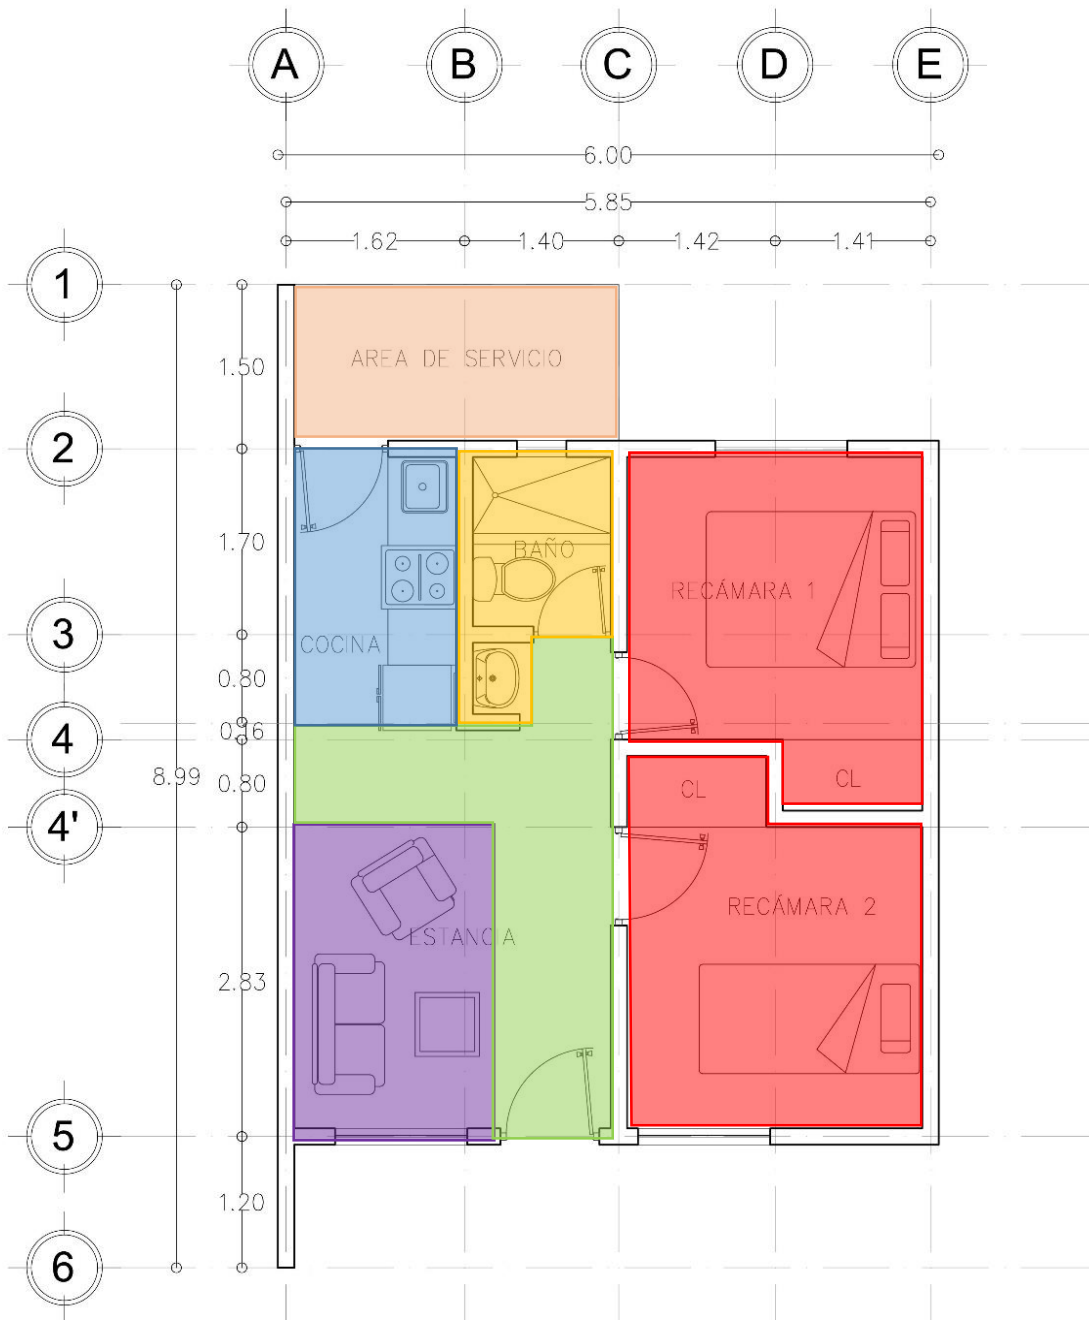 A B C D E
6.00
5.85
1.62 1.40 1.42 1.41
1
1.50
AREA DE SERVICIO
2
1.70
BAÑO
RECÁMARA 1
3
COCINA
0.80
0.16
4
8.99
0.80
CL
CL
4'
RECÁMARA 2
ESTANCIA
2.83
5
1.20
6